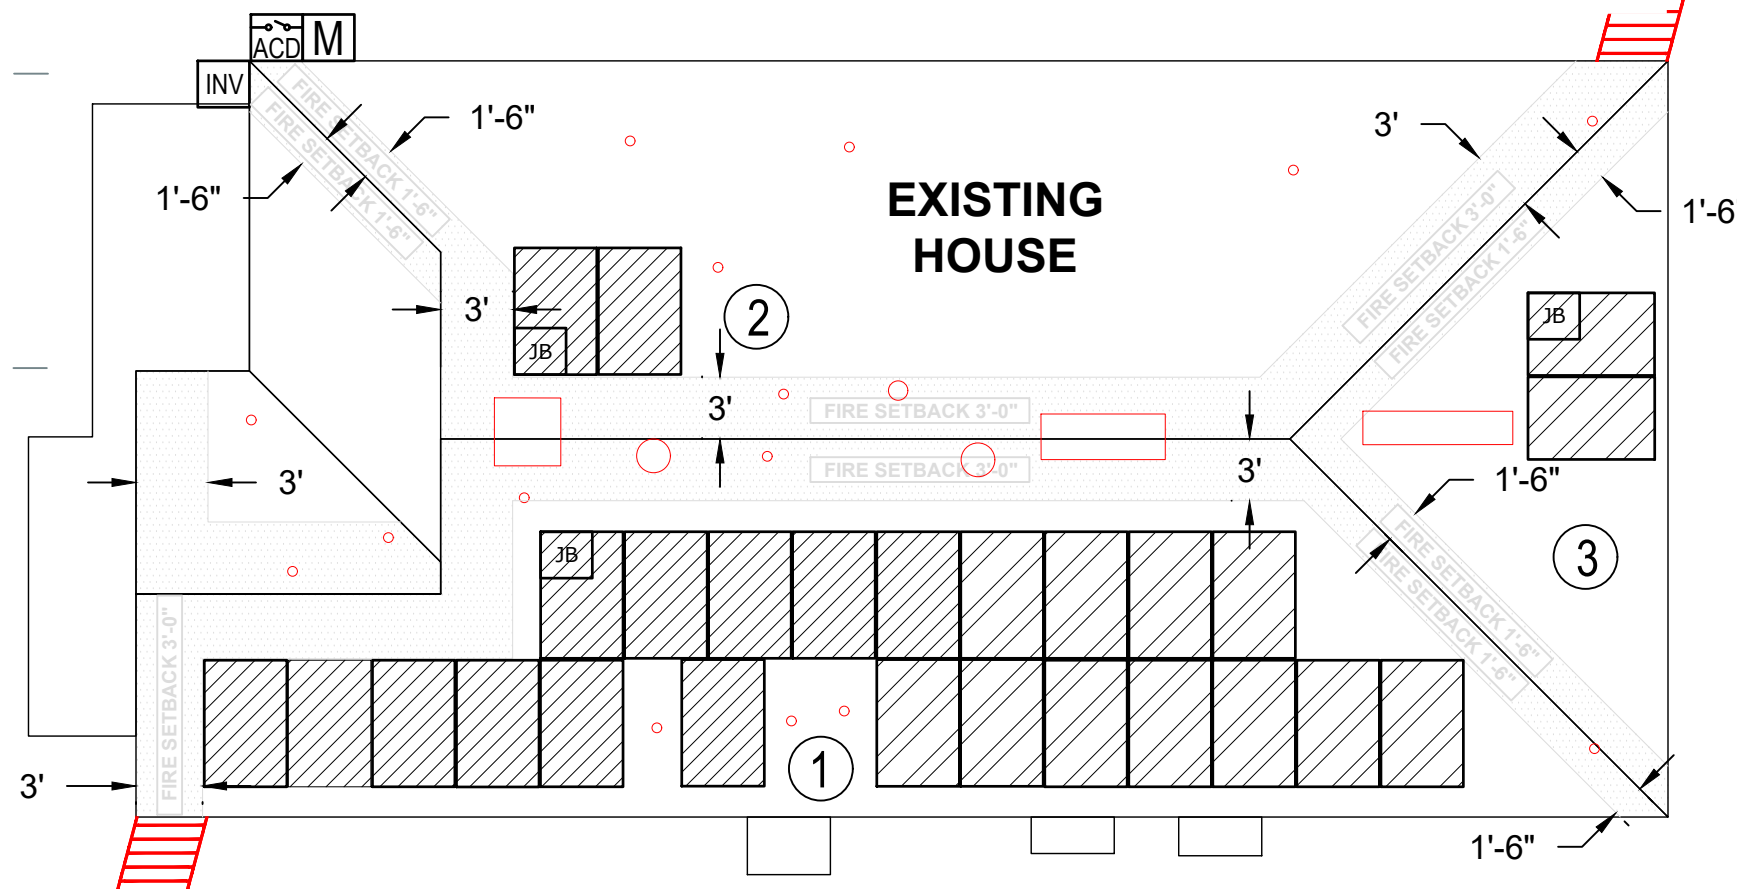 ACD M
INV
FIRE SETBACK 1'-6"
FIRE SETBACK 1'-6"
1'-6"
1'-6"
3'
1'-6"
EXISTING
HOUSE
FIRE SETBACK 3'-0"
FIRE SETBACK 1'-6"
3'
JB
2
JB
3'
FIRE SETBACK 3'-0"
FIRE SETBACK 3'-0"
3'
3'
1'-6"
JB
FIRE SETBACK 1'-6"
FIRE SETBACK 1'-6"
3
FIRE SETBACK 3'-0"
1
3'
1'-6"